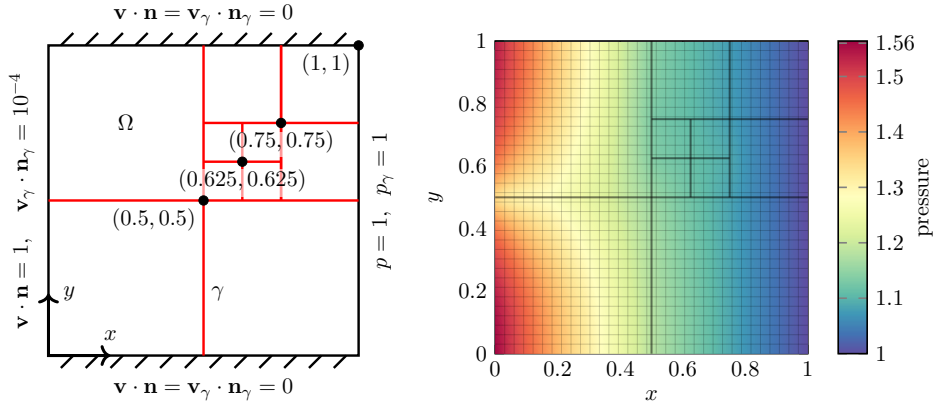 v · n = v_γ · n_γ = 0
(1, 1)
Ω
(0.75, 0.75)
(0.625, 0.625)
(0.5, 0.5)
v · n = 1, v_γ · n_γ = 10⁻⁴
p = 1, p_γ = 1
y
γ
x
v · n = v_γ · n_γ = 0
1
0.8
0.6
0.4
0.2
0
y
0 0.2 0.4 0.6 0.8 1
x
1.56
1.5
1.4
1.3
1.2
1.1
1
pressure